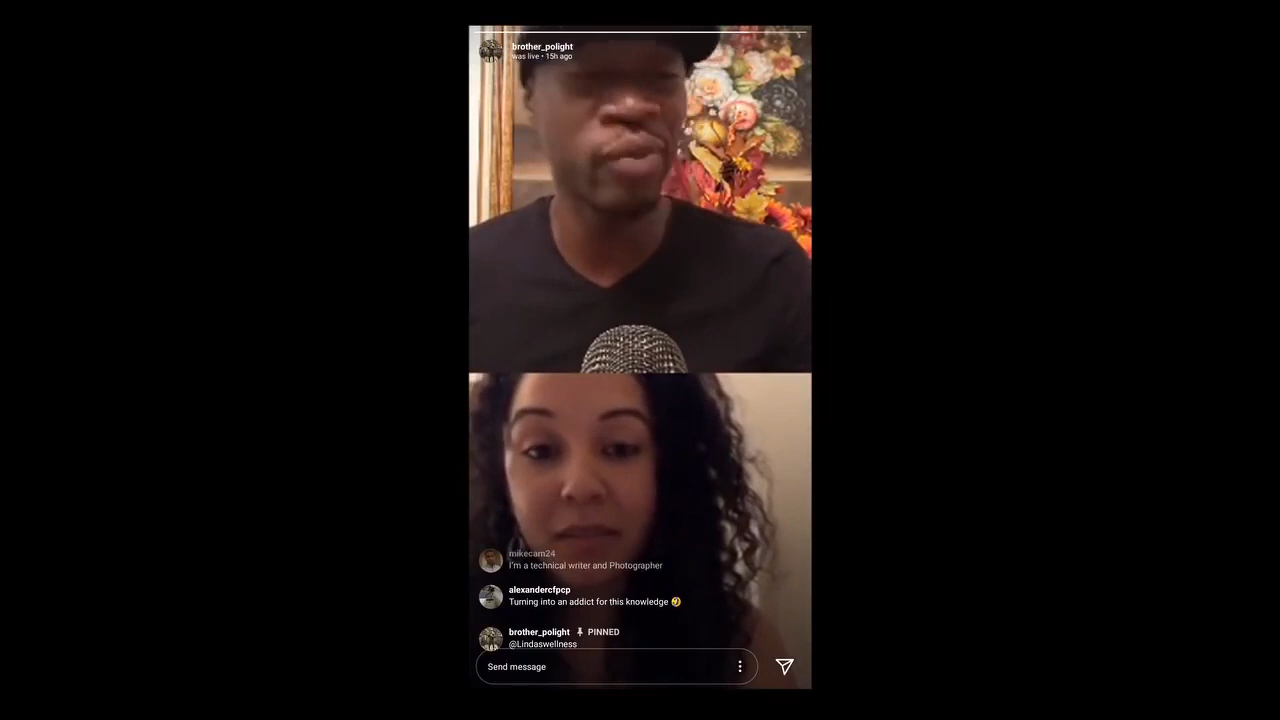 brother_polight
was live • 15h ago
mikecam24
I'm a technical writer and Photographer
alexandercfpcp
Turning into an addict for this knowledge 🤣
brother_polight PINNED
@Lindaswellness
Send message